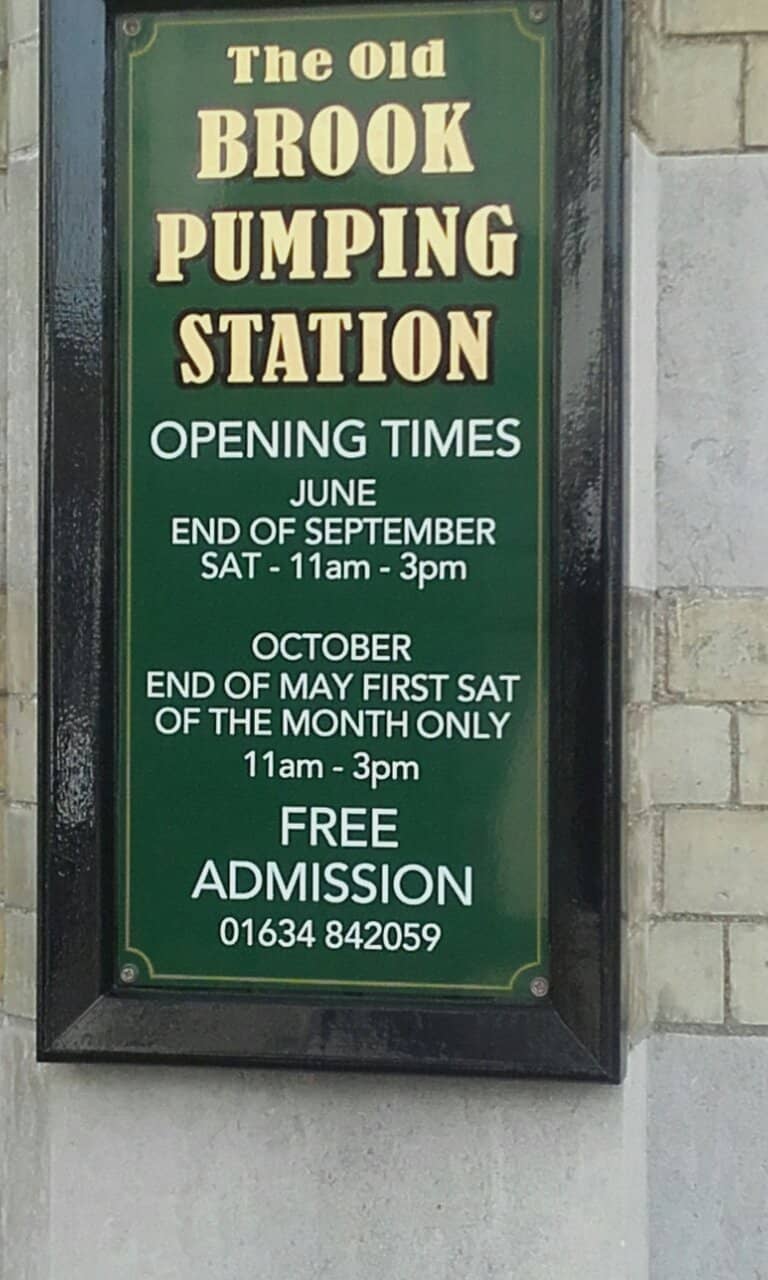 The Old
BROOK
PUMPING
STATION
OPENING TIMES
JUNE
END OF SEPTEMBER
SAT - 11am - 3pm
OCTOBER
END OF MAY FIRST SAT
OF THE MONTH ONLY
11am - 3pm
FREE
ADMISSION
01634 842059